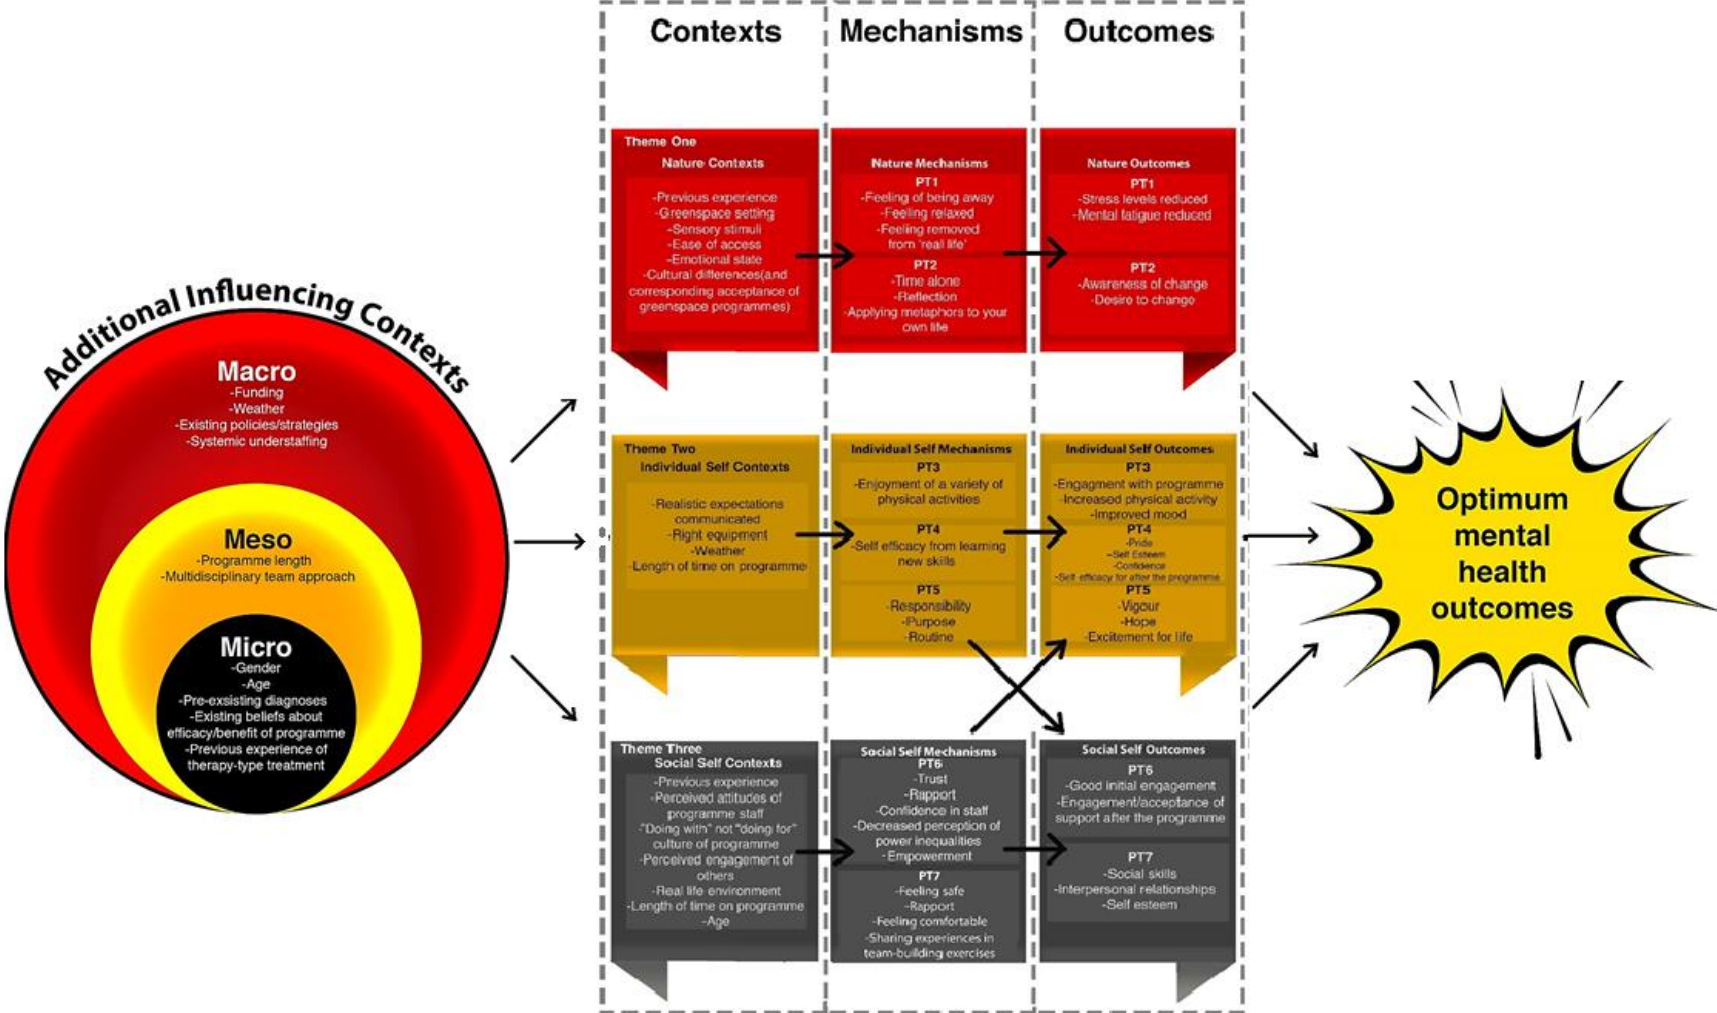 Contexts
Mechanisms
Outcomes
Additional Influencing Contexts
Macro
-Funding
-Weather
-Existing policies/strategies
-Systemic understaffing
Meso
-Programme length
-Multidisciplinary team approach
Micro
-Gender
-Age
-Pre-exsisting diagnoses
-Existing beliefs about
efficacy/benefit of programme
-Previous experience of
therapy-type treatment
Theme One
Nature Contexts
-Previous experience
-Greenspace setting
-Sensory stimuli
-Ease of access
-Emotional state
-Cultural differences(and
corresponding acceptance of
greenspace programmes)
Nature Mechanisms
PT1
-Feeling of being away
-Feeling relaxed
-Feeling removed
from 'reall life'
PT2
-Time alone
-Reflection
-Applying metaphors to your
own life
Nature Outcomes
PT1
-Stress levels reduced
-Mental fatigue reduced
PT2
-Awareness of change
-Desire to change
Theme Two
Individual Self Contexts
-Realistic expectations
communicated
-Right equipment
-Weather
-Length of time on programme
Individual Self Mechanisms
PT3
-Enjoyment of a variety of
physical activities
PT4
-Self efficacy from learning
new skills
PT5
-Responsibility
-Purpose
-Routine
Individual Self Outcomes
PT3
-Engagment with programme
-Increased physical activity
-Improved mood
PT4
-Pride
-Self Esteem
-Confidence
-Self efficacy for after the programme
PT5
-Vigour
-Hope
-Excitement for life
Theme Three
Social Self Contexts
-Previous experience
-Perceived attitudes of
programme staff
-"Doing with" not "doing for"
culture of programme
-Perceived engagement of
others
-Real life environment
-Length of time on programme
-Age
Social Self Mechanisms
PT6
-Trust
-Rapport
-Confidence in staff
-Decreased perception of
power inequalities
-Empowerment
PT7
-Feeling safe
-Rapport
-Feeling comfortable
-Sharing experiences in
team-building exercises
Social Self Outcomes
PT6
-Good initial engagement
-Engagement/acceptance of
support after the programme
PT7
-Social skills
-Interpersonal relationships
-Self esteem
Optimum
mental
health
outcomes